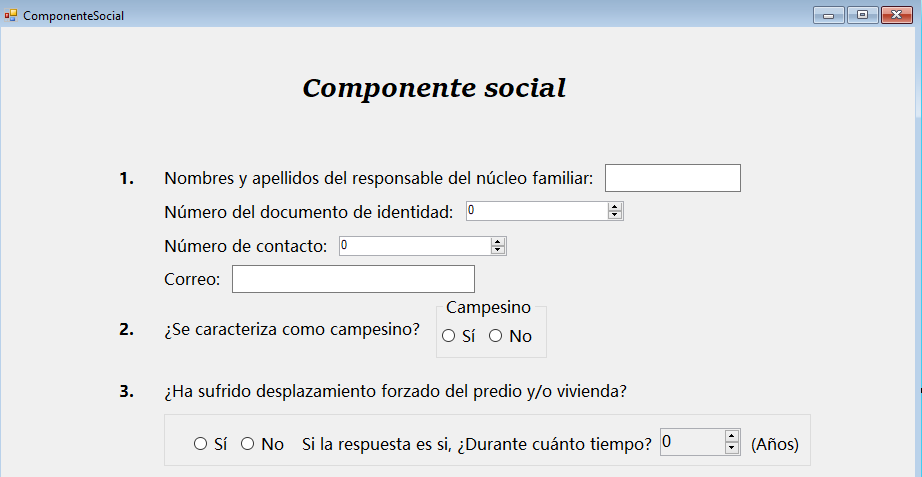 ComponenteSocial
Componente social
1. Nombres y apellidos del responsable del núcleo familiar:
Número del documento de identidad: 0
Número de contacto: 0
Correo:
Campesino
2. ¿Se caracteriza como campesino? Sí No
3. ¿Ha sufrido desplazamiento forzado del predio y/o vivienda?
Sí No Si la respuesta es si, ¿Durante cuánto tiempo? 0 (Años)